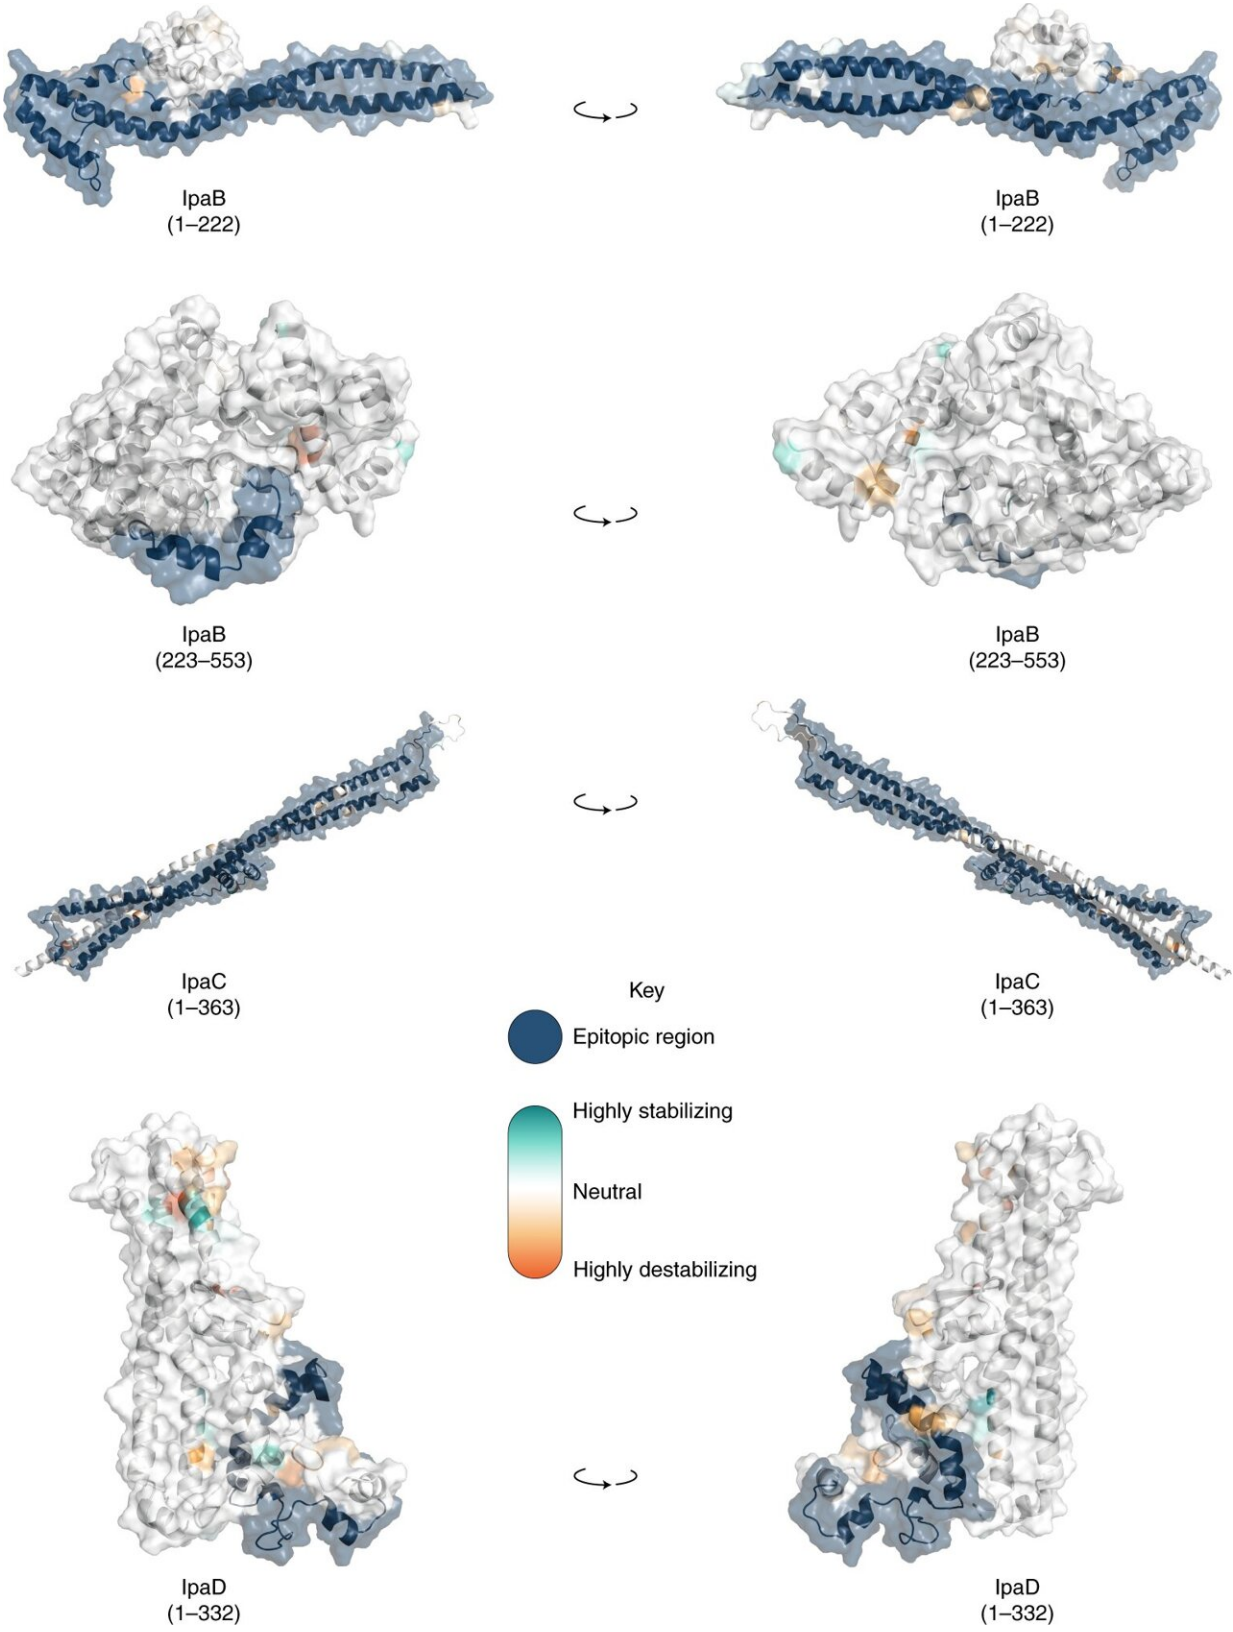 IpaB
(1–222)
IpaB
(1–222)
IpaB
(223–553)
IpaB
(223–553)
IpaC
(1–363)
IpaC
(1–363)
Key
Epitopic region
Highly stabilizing
Neutral
Highly destabilizing
IpaD
(1–332)
IpaD
(1–332)